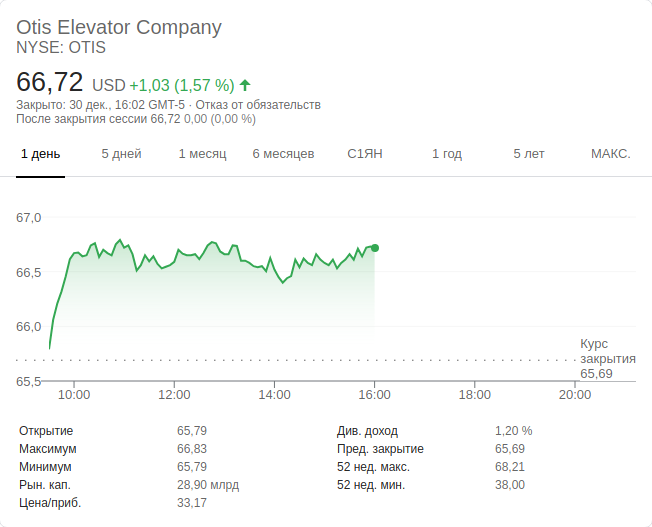 Otis Elevator Company
NYSE: OTIS
66,72 USD +1,03 (1,57 %)
Закрыто: 30 дек., 16:02 GMT-5 · Отказ от обязательств
После закрытия сессии 66,72 0,00 (0,00 %)
1 день 5 дней 1 месяц 6 месяцев С1ЯН 1 год 5 лет МАКС.
67,0
66,5
66,0
Курс
закрытия
65,69
65,5
10:00 12:00 14:00 16:00 18:00 20:00
Открытие 65,79 Див. доход 1,20 %
Максимум 66,83 Пред. закрытие 65,69
Минимум 65,79 52 нед. макс. 68,21
Рын. кап. 28,90 млрд 52 нед. мин. 38,00
Цена/приб. 33,17